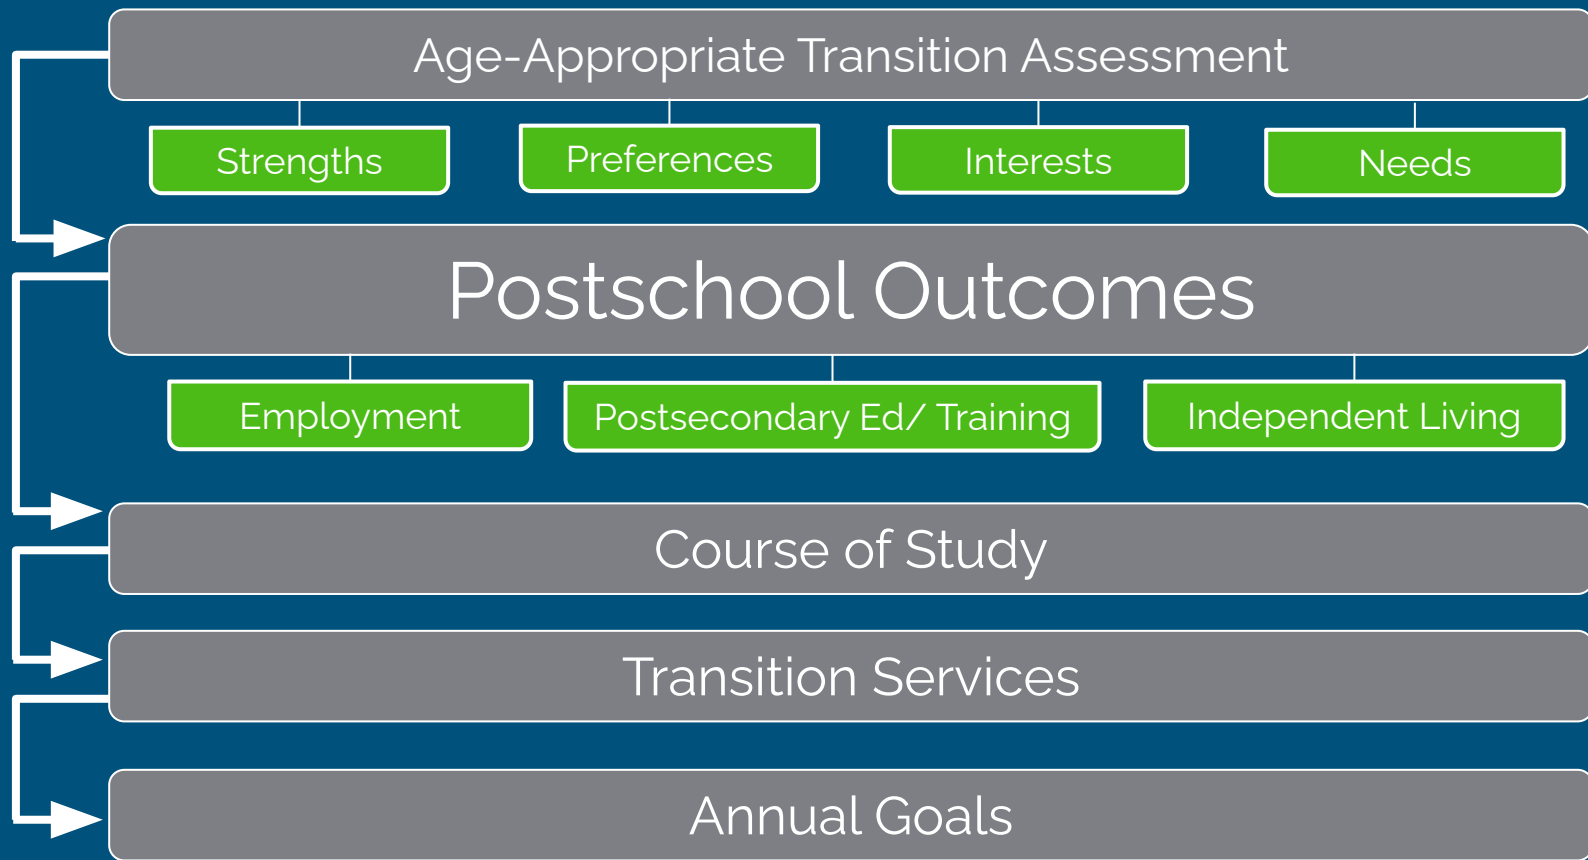 Age-Appropriate Transition Assessment
Strengths
Preferences
Interests
Needs
Postschool Outcomes
Employment
Postsecondary Ed/ Training
Independent Living
Course of Study
Transition Services
Annual Goals